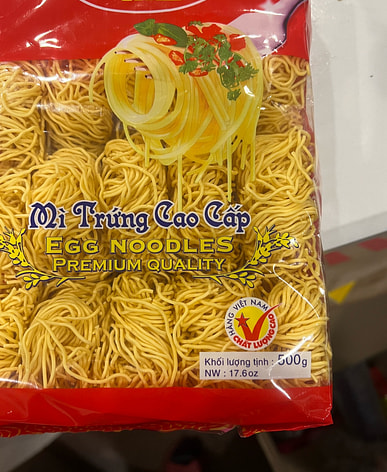 Mì Trứng Cao Cấp
EGG NOODLES
PREMIUM QUALITY
HÀNG VIỆT NAM
CHẤT LƯỢNG CAO
Khối lượng tịnh : 500g
NW : 17.6oz